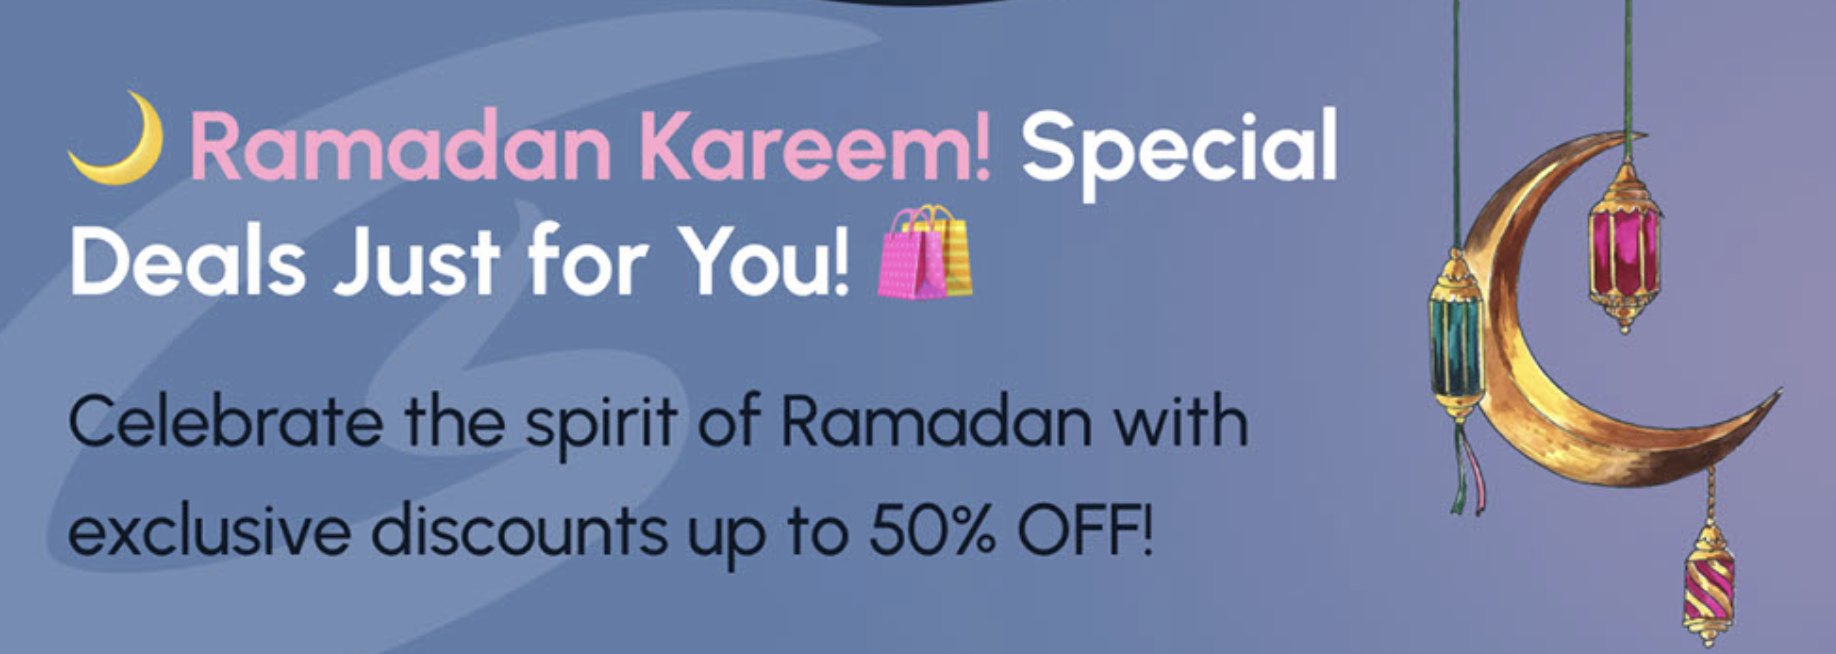 🌙 Ramadan Kareem! Special
Deals Just for You! 🛍️
Celebrate the spirit of Ramadan with
exclusive discounts up to 50% OFF!